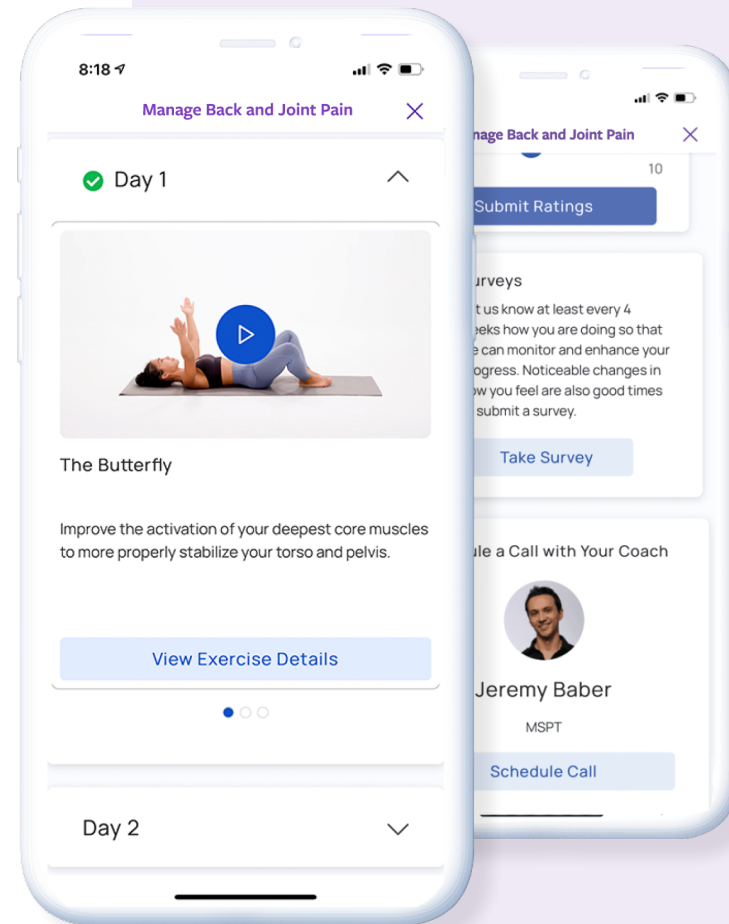 8:18
Manage Back and Joint Pain
Day 1
The Butterfly
Improve the activation of your deepest core muscles
to more properly stabilize your torso and pelvis.
View Exercise Details
Day 2
nage Back and Joint Pain
10
Submit Ratings
urveys
t us know at least every 4
eeks how you are doing so that
e can monitor and enhance your
ogress. Noticeable changes in
ow you feel are also good times
submit a survey.
Take Survey
ule a Call with Your Coach
Jeremy Baber
MSPT
Schedule Call